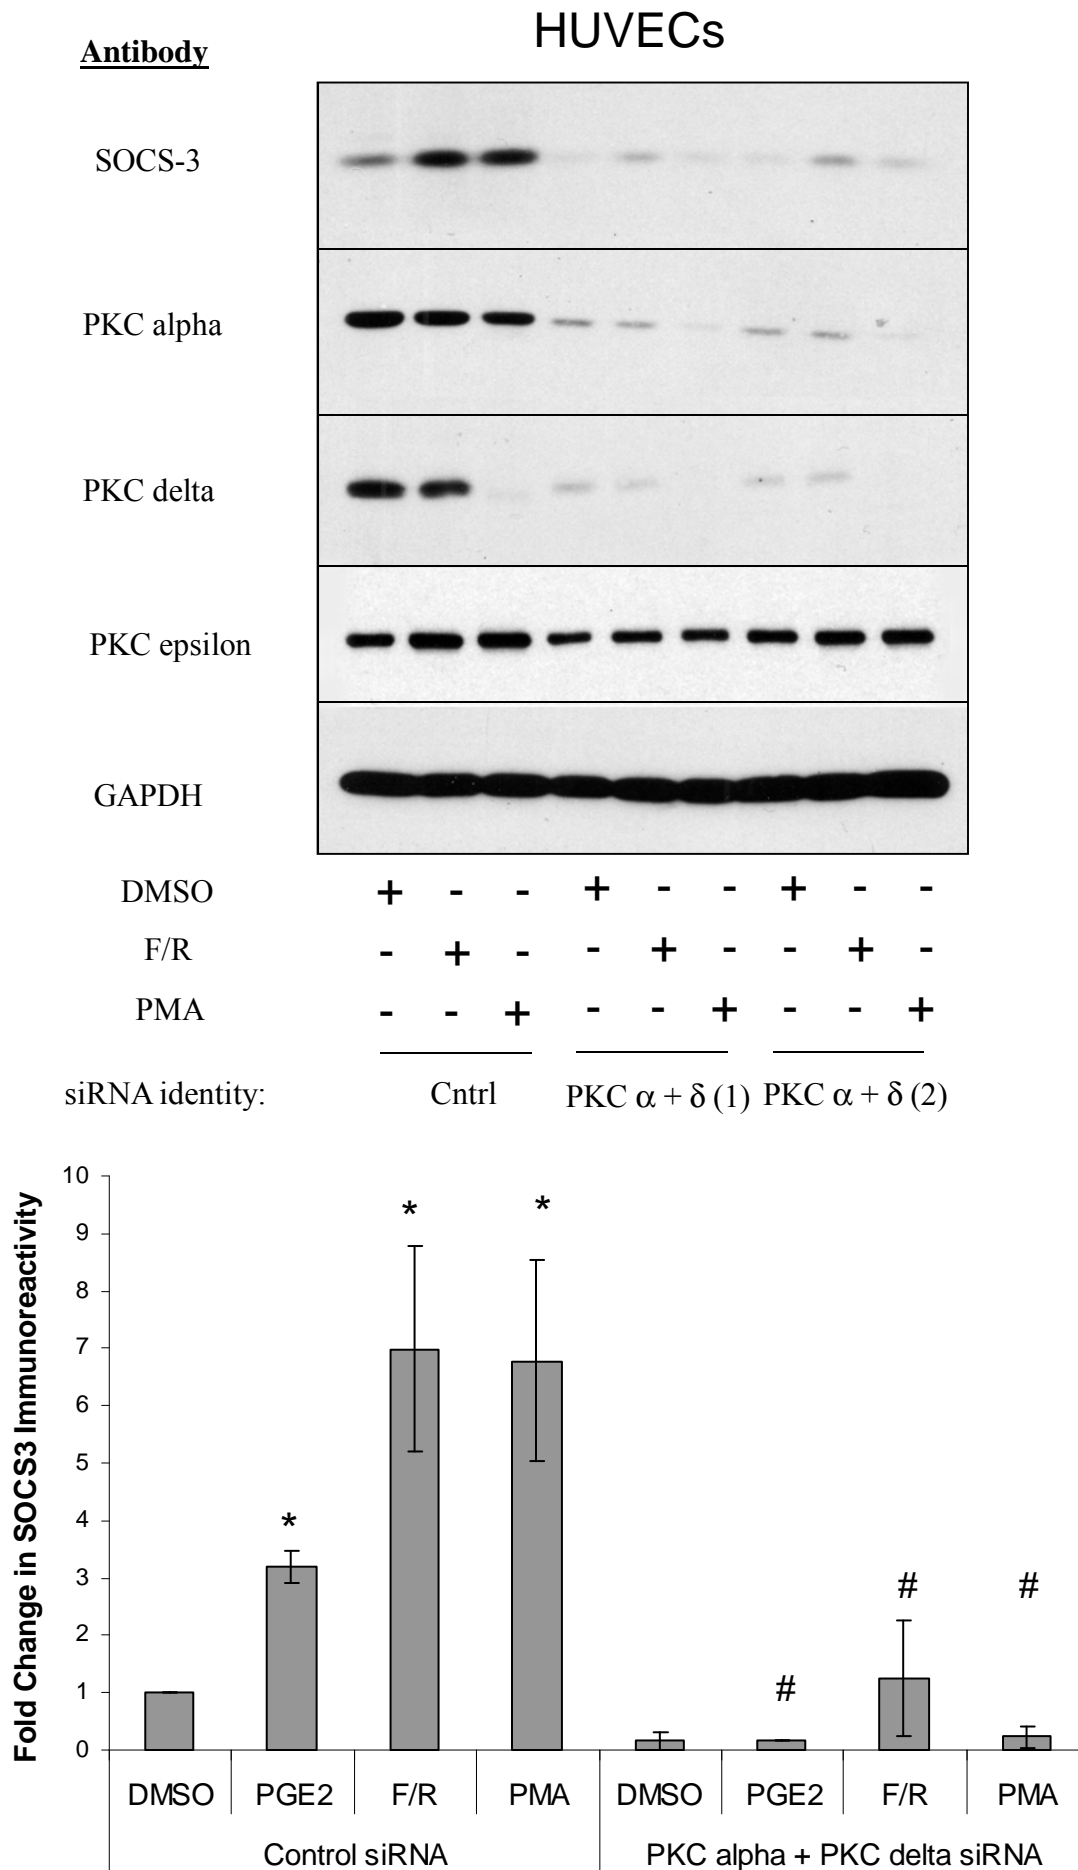 HUVECs
Antibody
SOCS-3
PKC alpha
PKC delta
PKC epsilon
GAPDH
DMSO + - - + - - + - -
F/R - + - - + - - + -
PMA - - + - - + - - +
siRNA identity: Cntrl PKC α + δ (1) PKC α + δ (2)
Fold Change in SOCS3 Immunoreactivity
10
9
8
7
6
5
4
3
2
1
0
* * * # # #
DMSO PGE2 F/R PMA DMSO PGE2 F/R PMA
Control siRNA PKC alpha + PKC delta siRNA